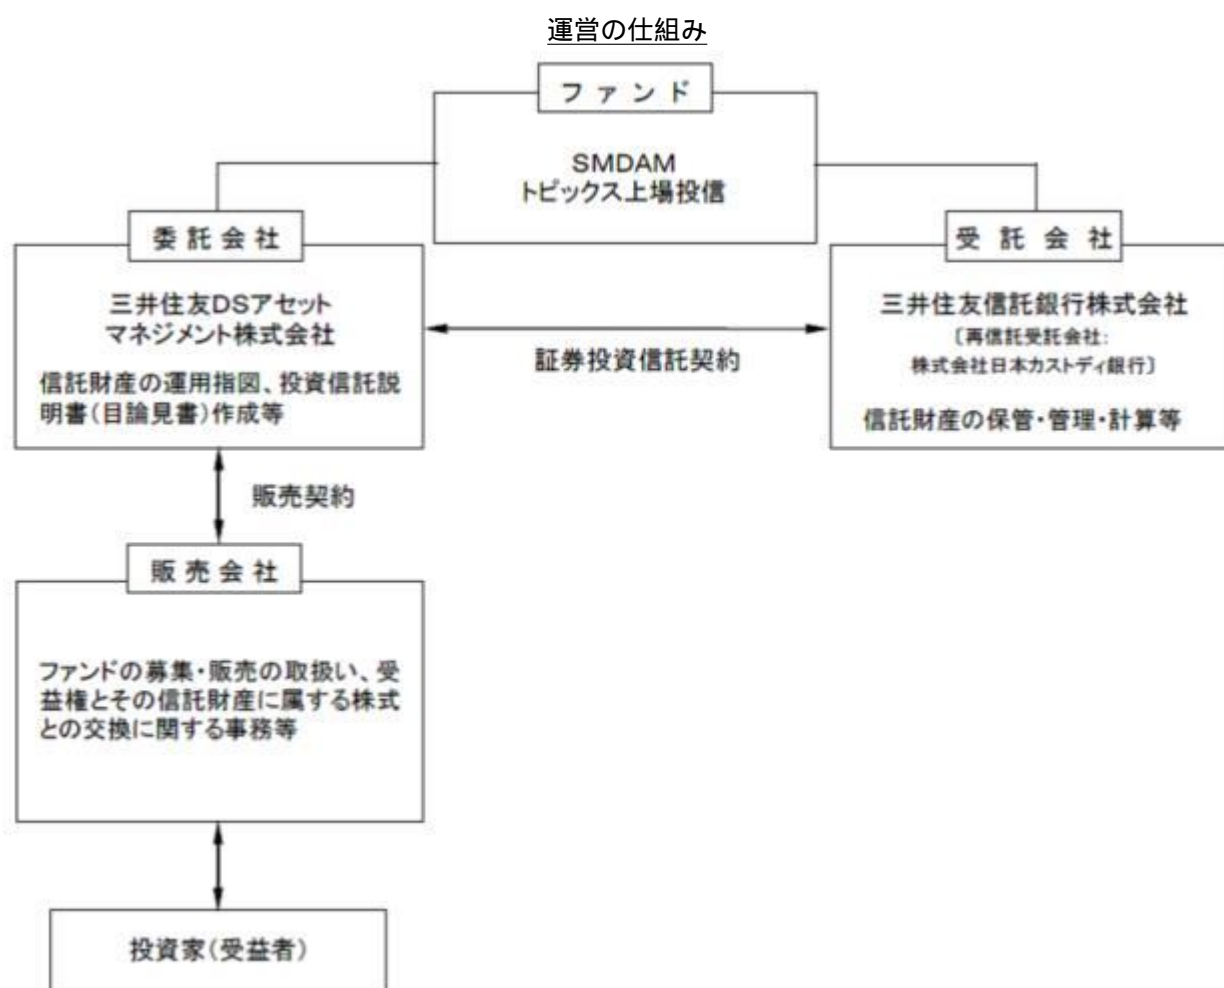 運営の仕組み
ファンド
SMDAM
トピックス上場投信
委託会社
三井住友DSアセット
マネジメント株式会社
信託財産の運用指図、投資信託説
明書(目論見書)作成等
証券投資信託契約
受託会社
三井住友信託銀行株式会社
〔再信託受託会社:
株式会社日本カストディ銀行〕
信託財産の保管・管理・計算等
販売契約
販売会社
ファンドの募集・販売の取扱い、受
益権とその信託財産に属する株式
との交換に関する事務等
投資家(受益者)